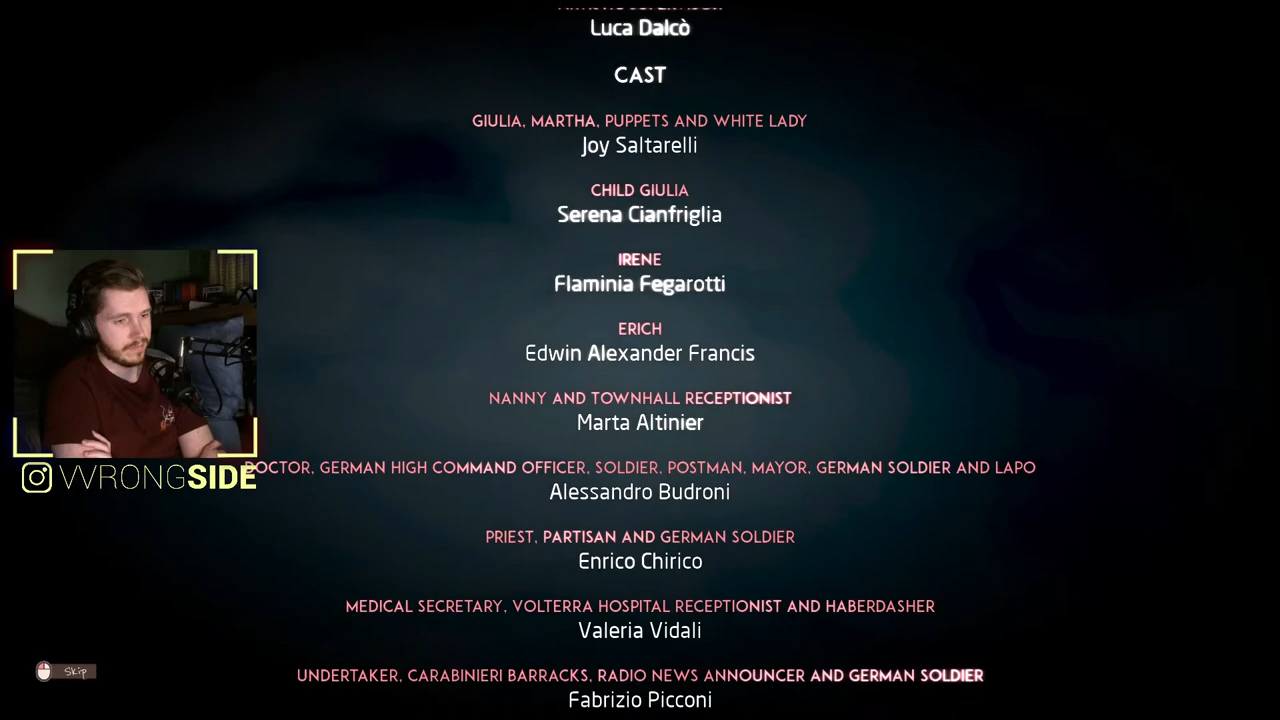 Luca Dalcò
CAST
GIULIA, MARTHA, PUPPETS AND WHITE LADY
Joy Saltarelli
CHILD GIULIA
Serena Cianfriglia
IRENE
Flaminia Fegarotti
ERICH
Edwin Alexander Francis
NANNY AND TOWNHALL RECEPTIONIST
Marta Altinier
DOCTOR, GERMAN HIGH COMMAND OFFICER, SOLDIER, POSTMAN, MAYOR, GERMAN SOLDIER AND LAPO
Alessandro Budroni
WRONGSIDE
PRIEST, PARTISAN AND GERMAN SOLDIER
Enrico Chirico
MEDICAL SECRETARY, VOLTERRA HOSPITAL RECEPTIONIST AND HABERDASHER
Valeria Vidali
UNDERTAKER, CARABINIERI BARRACKS, RADIO NEWS ANNOUNCER AND GERMAN SOLDIER
Fabrizio Picconi
Skip